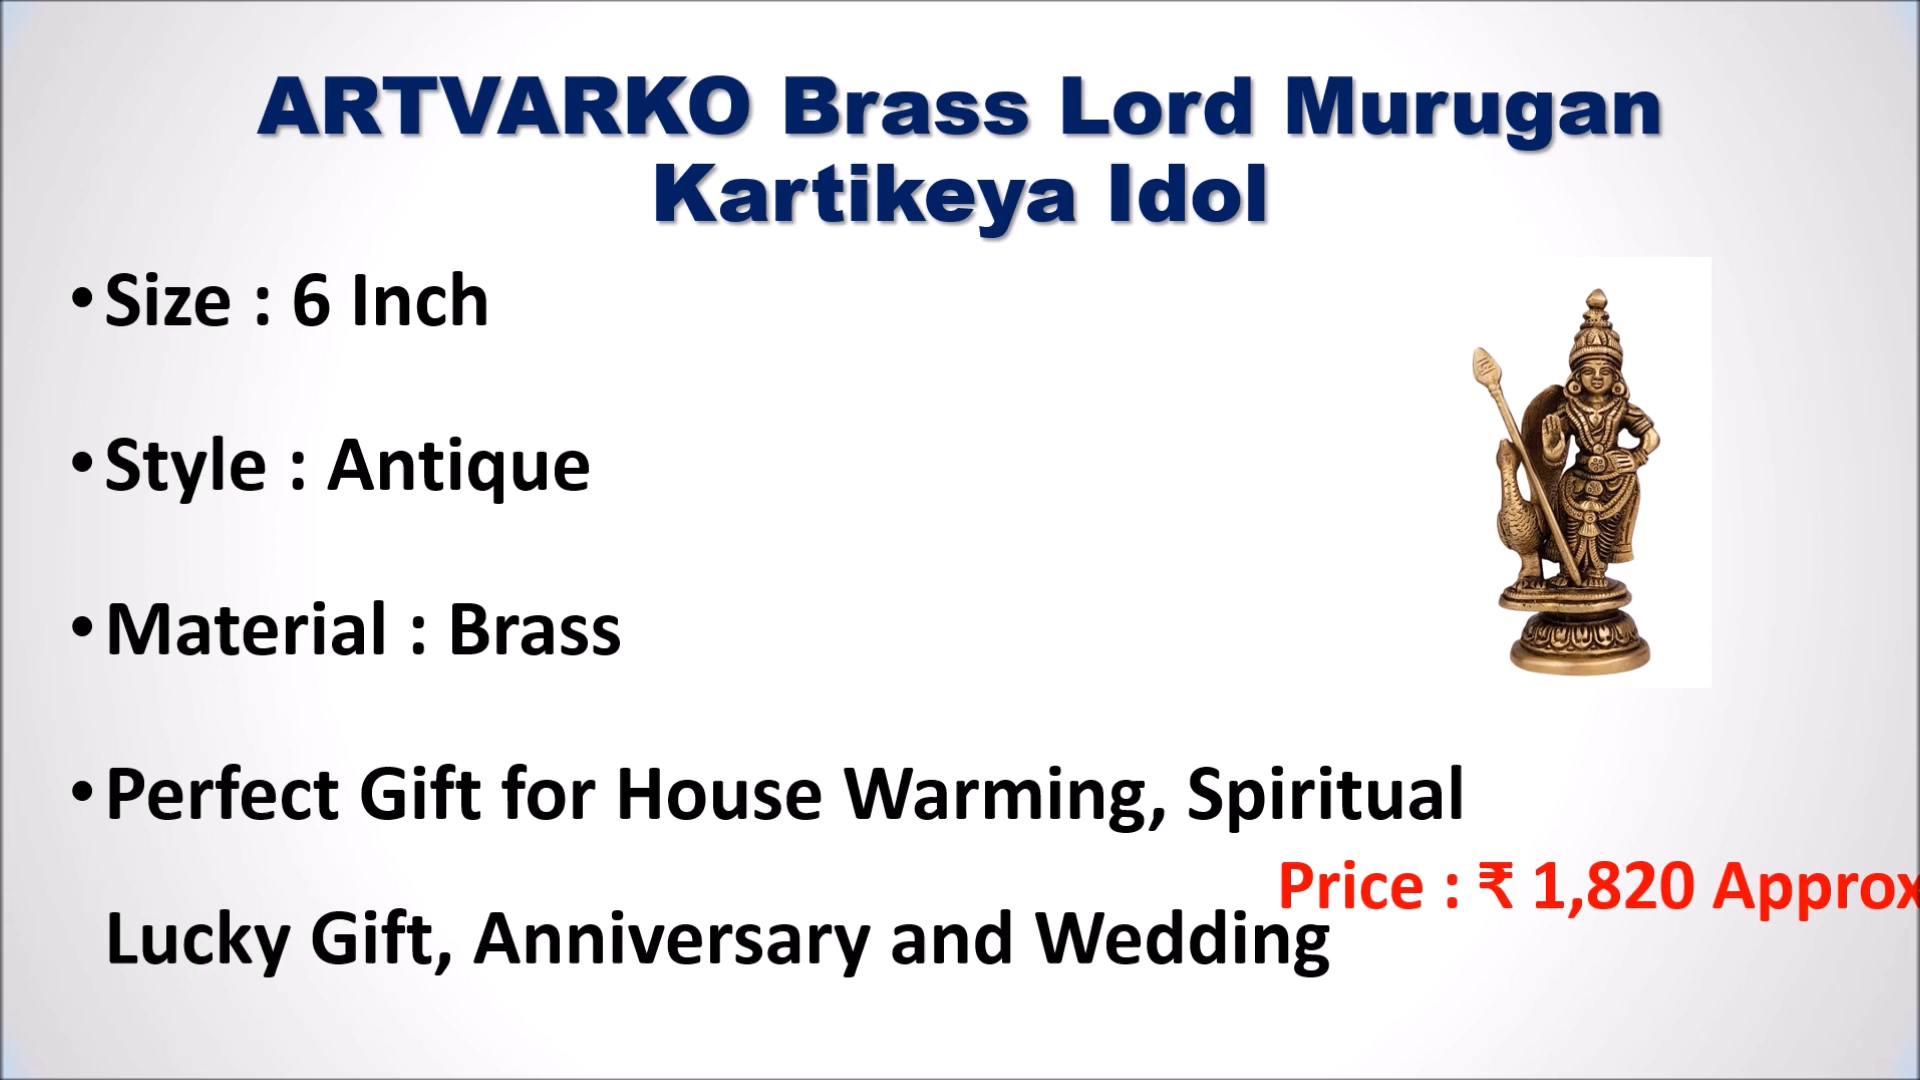 ARTVARKO Brass Lord Murugan
Kartikeya Idol
• Size : 6 Inch
• Style : Antique
• Material : Brass
• Perfect Gift for House Warming, Spiritual
Price : ₹ 1,820 Approx
Lucky Gift, Anniversary and Wedding